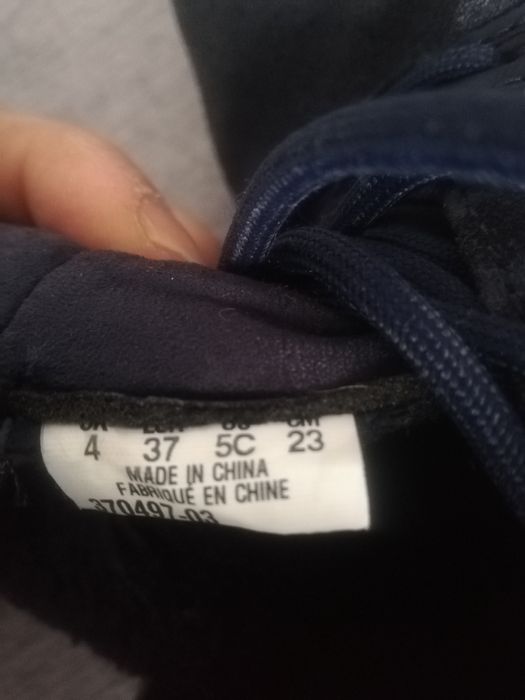 4 37 5C 23
MADE IN CHINA
FABRIQUÉ EN CHINE
370497-03